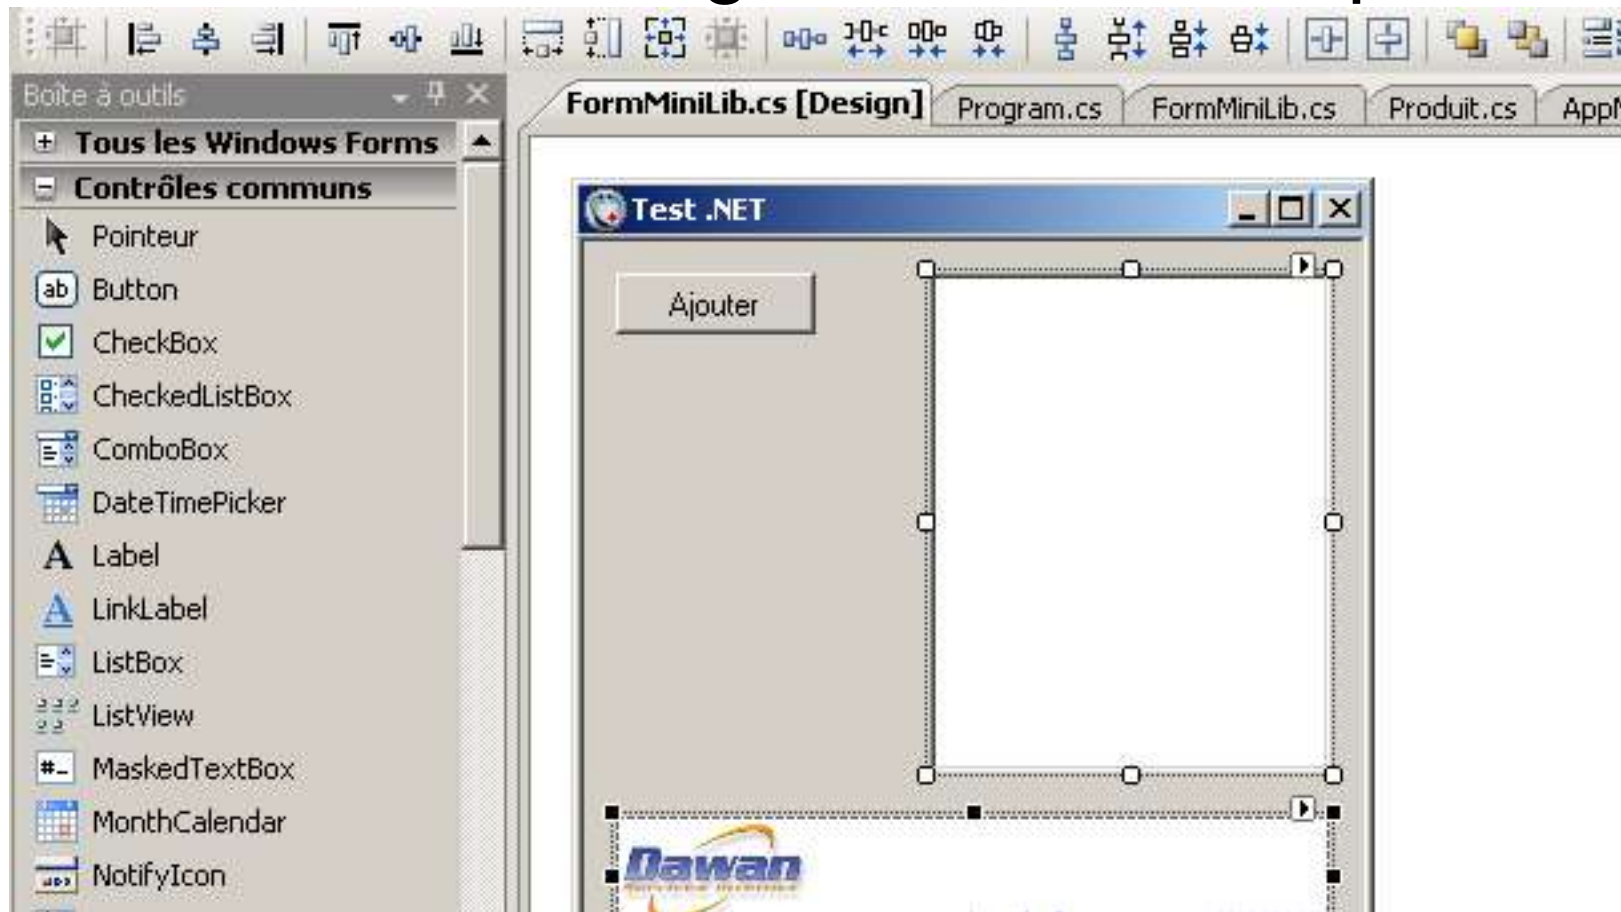 Boîte à outils
FormMiniLib.cs [Design] Program.cs FormMiniLib.cs Produit.cs
Tous les Windows Forms
Contrôles communs
Test .NET
Pointeur
Button
Ajouter
CheckBox
CheckedListBox
ComboBox
DateTimePicker
Label
LinkLabel
ListBox
ListView
MaskedTextBox
MonthCalendar
NotifyIcon
Dawan